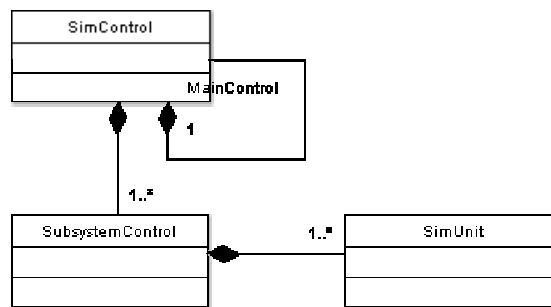 SimControl
MainControl
1
1..*
SubsystemControl
1..*
SimUnit